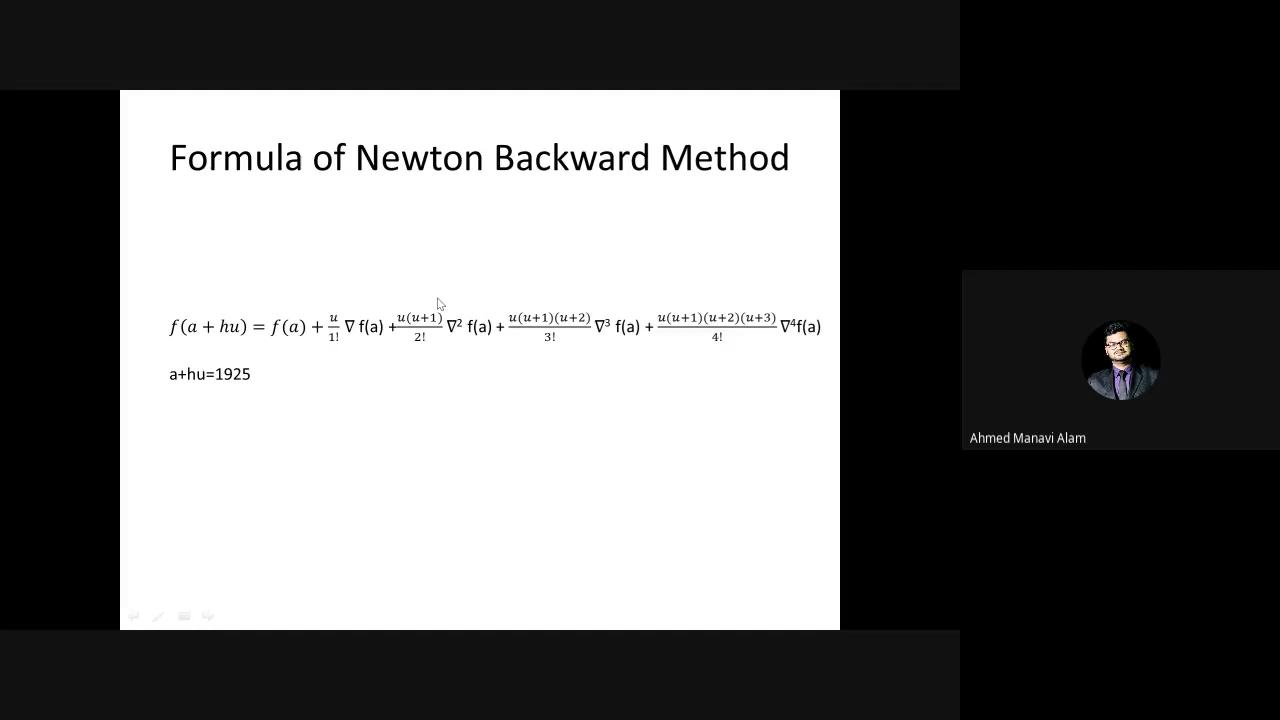 Formula of Newton Backward Method
𝑓(𝑎 + ℎ𝑢) = 𝑓(𝑎) + 𝑢/1! ∇ f(a) + 𝑢(𝑢+1)/2! ∇² f(a) + 𝑢(𝑢+1)(𝑢+2)/3! ∇³ f(a) + 𝑢(𝑢+1)(𝑢+2)(𝑢+3)/4! ∇⁴f(a)
a+hu=1925
Ahmed Manavi Alam